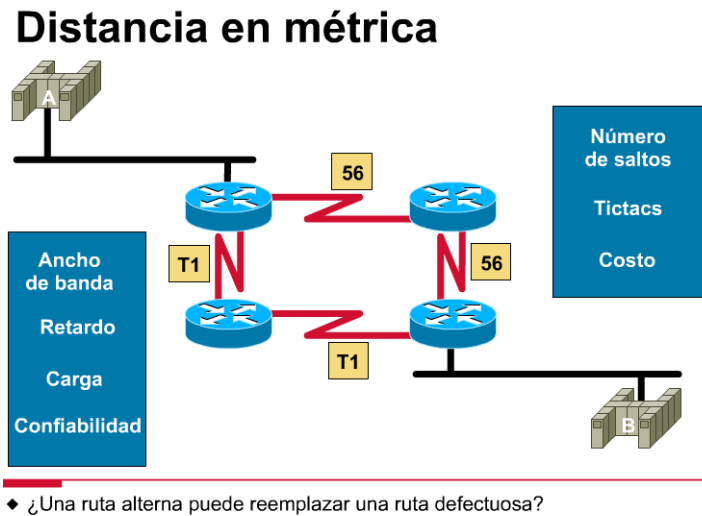 Distancia en métrica
A
56
Número
de saltos
Tictacs
Costo
Ancho
de banda
Retardo
Carga
Confiabilidad
T1
56
T1
B
◆ ¿Una ruta alterna puede reemplazar una ruta defectuosa?